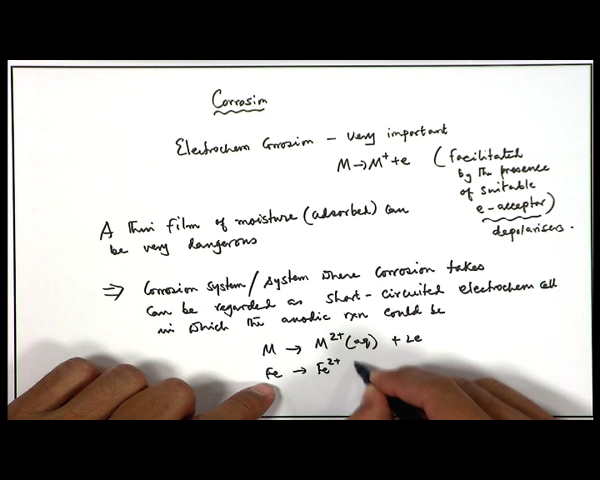 Corrosion
Electrochem Corrosion – very important
M → M⁺ + e
(facilitated
by the presence
of suitable
e-acceptor)
depolarisers.
A thin film of moisture (adsorbed) can
be very dangerous
⇒ Corrosion system/System where Corrosion takes
can be regarded as short-circuited electrochem cell
in which the anodic rxn could be
M → M²⁺(aq) + 2e
Fe → Fe²⁺